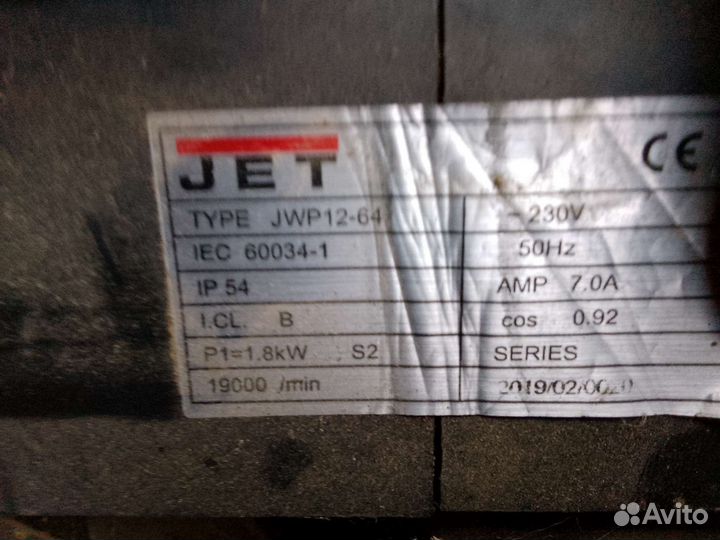 JET
CE
TYPE JWP12-64
~ 230V
IEC 60034-1
50Hz
IP 54
AMP 7.0A
I.CL. B
cos 0.92
P1=1.8kW S2
SERIES
19000 /min
Avito